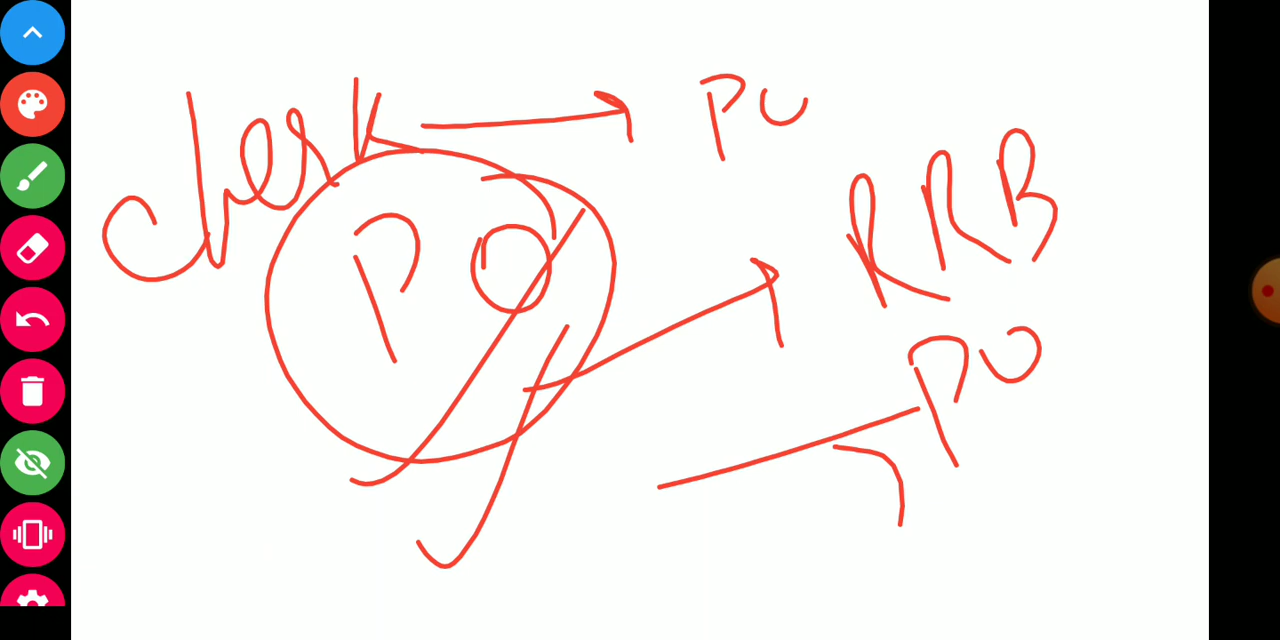 Clerk → PO
PO → RRB
→ PO